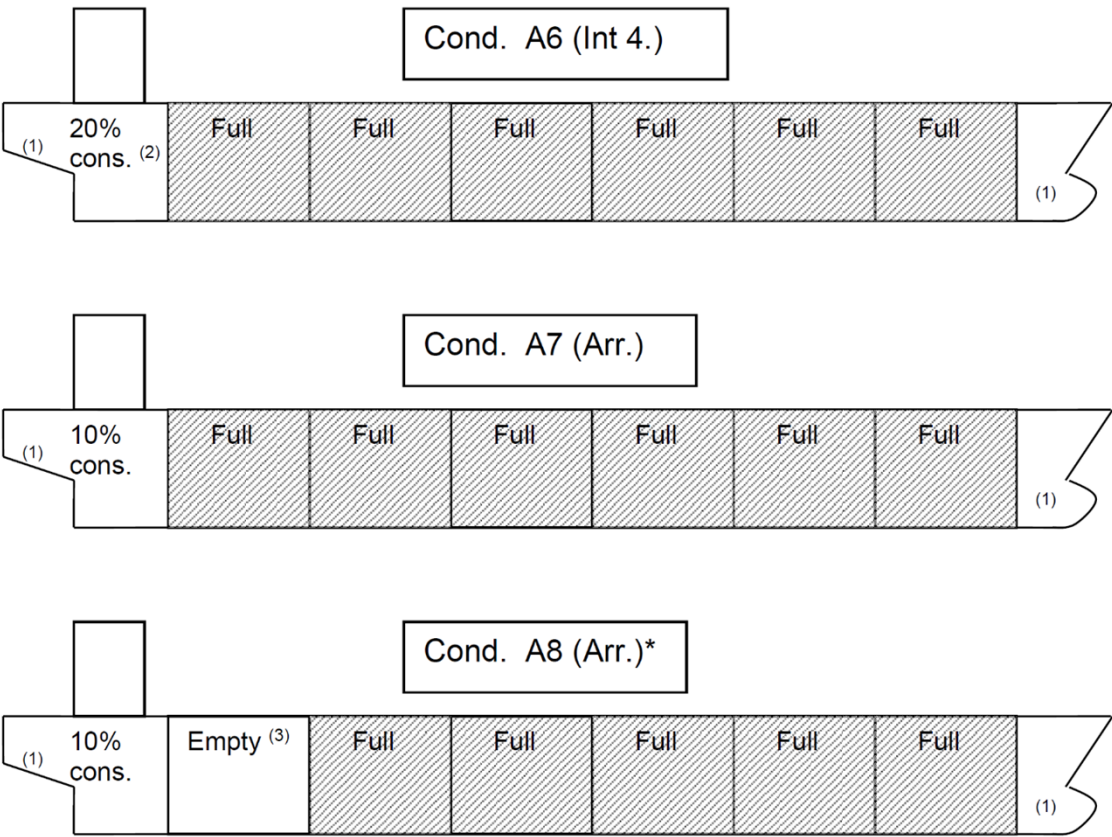 Cond. A6 (Int 4.)
(1) 20% cons. (2) Full Full Full Full Full Full (1)
Cond. A7 (Arr.)
(1) 10% cons. Full Full Full Full Full Full (1)
Cond. A8 (Arr.)*
(1) 10% cons. Empty (3) Full Full Full Full Full (1)